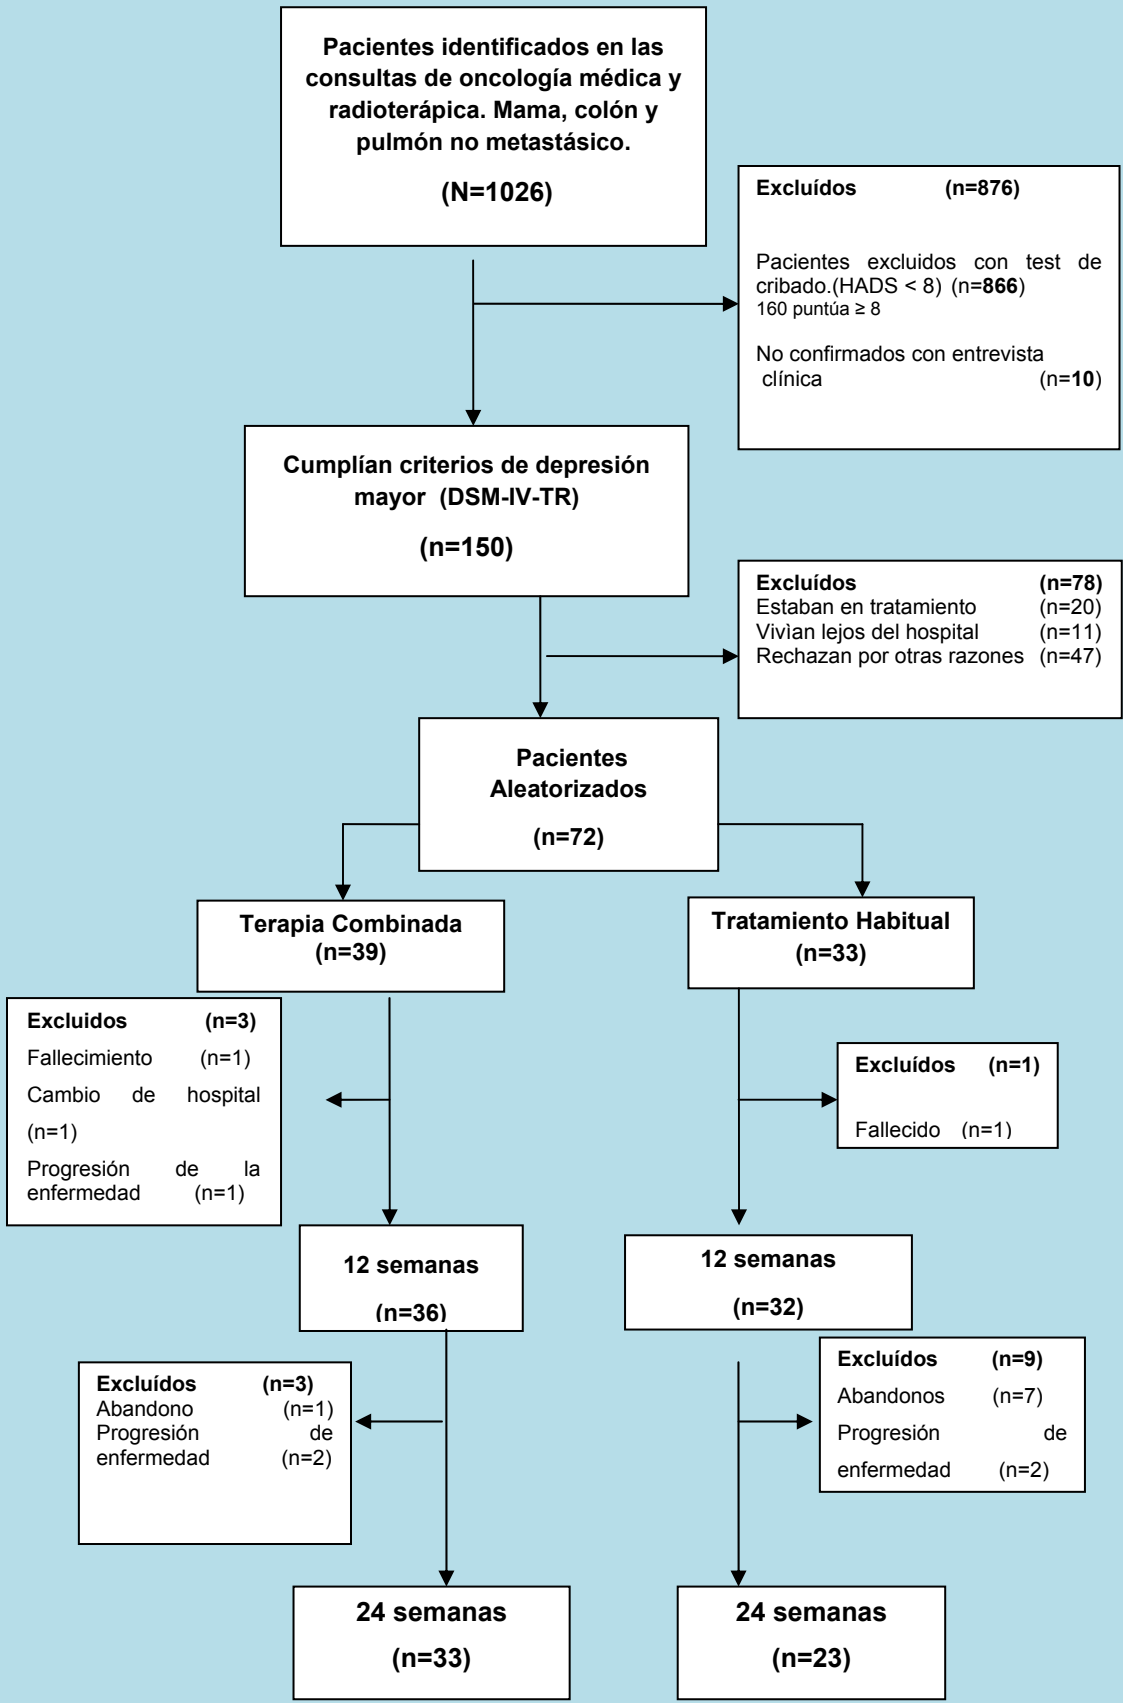 Pacientes identificados en las
consultas de oncología médica y
radioterápica. Mama, colón y
pulmón no metastásico.
(N=1026)
Excluídos (n=876)
Pacientes excluidos con test de
cribado.(HADS < 8) (n=866)
160 puntúa ≥ 8
No confirmados con entrevista
clínica (n=10)
Cumplían criterios de depresión
mayor (DSM-IV-TR)
(n=150)
Excluídos (n=78)
Estaban en tratamiento (n=20)
Vivìan lejos del hospital (n=11)
Rechazan por otras razones (n=47)
Pacientes
Aleatorizados
(n=72)
Terapia Combinada
(n=39)
Tratamiento Habitual
(n=33)
Excluidos (n=3)
Fallecimiento (n=1)
Cambio de hospital
(n=1)
Progresión de la
enfermedad (n=1)
Excluídos (n=1)
Fallecido (n=1)
12 semanas
(n=36)
12 semanas
(n=32)
Excluídos (n=3)
Abandono (n=1)
Progresión de
enfermedad (n=2)
Excluídos (n=9)
Abandonos (n=7)
Progresión de
enfermedad (n=2)
24 semanas
(n=33)
24 semanas
(n=23)